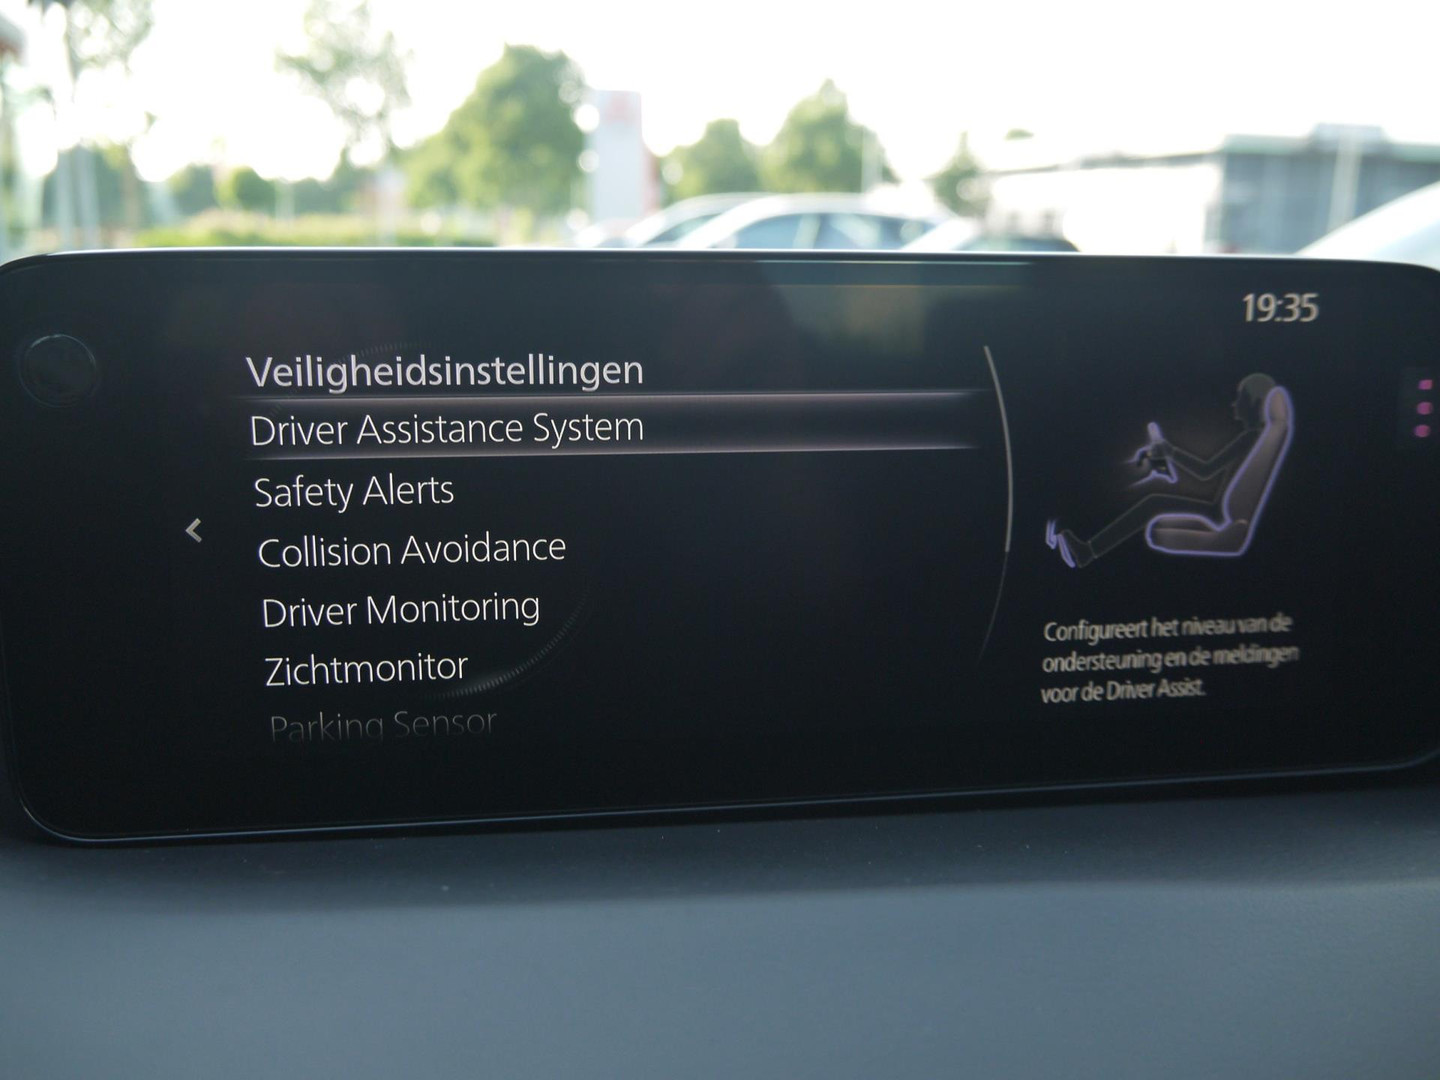 19:35
Veiligheidsinstellingen
Driver Assistance System
Safety Alerts
Collision Avoidance
Driver Monitoring
Zichtmonitor
Parking Sensor
Configureert het niveau van de
ondersteuning en de meldingen
voor de Driver Assist.